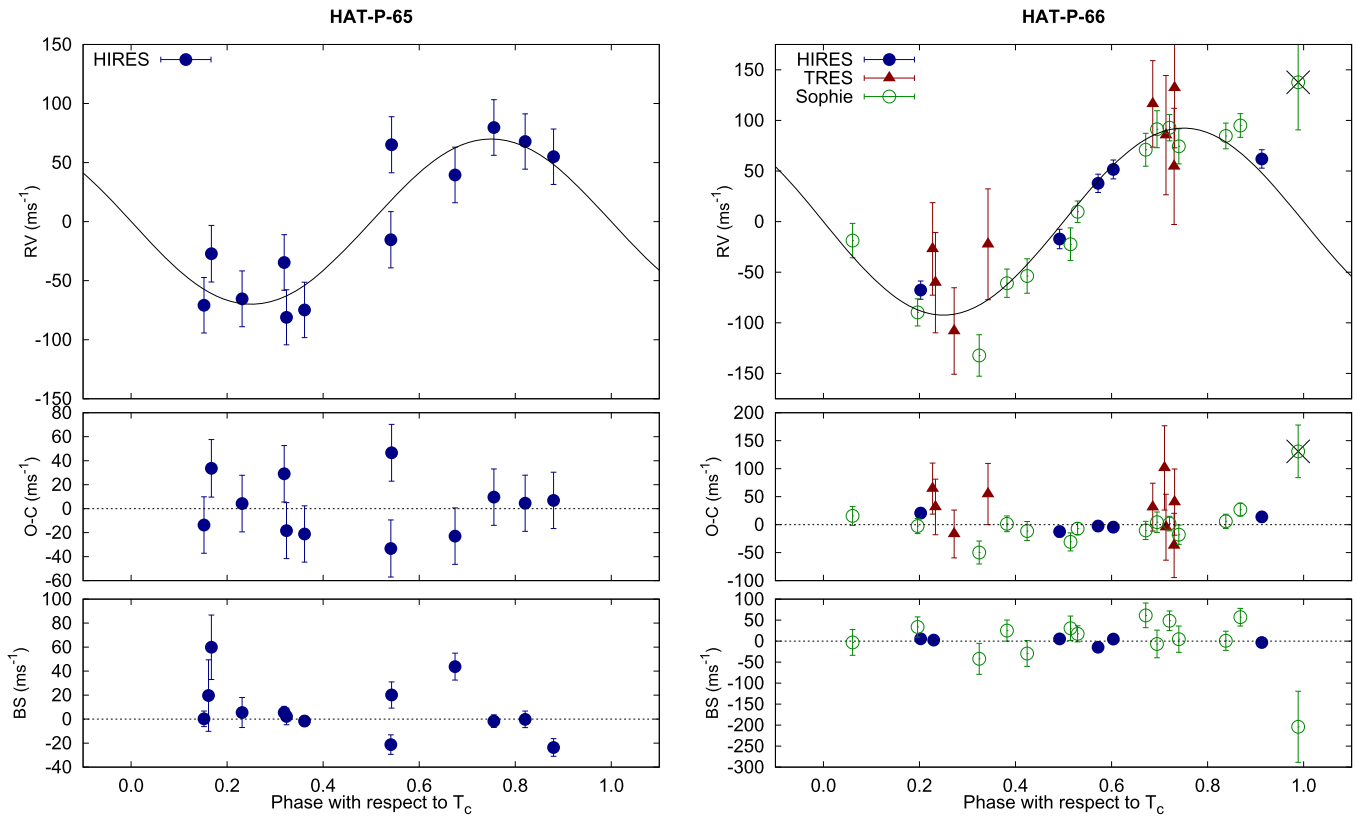 HAT-P-65
150
100
50
0
-50
-100
-150
RV (ms-1)
HIRES
80
60
40
20
0
-20
-40
-60
O-C (ms-1)
100
80
60
40
20
0
-20
-40
BS (ms-1)
0.0 0.2 0.4 0.6 0.8 1.0
Phase with respect to Tc
HAT-P-66
150
100
50
0
-50
-100
-150
RV (ms-1)
HIRES
TRES
Sophie
200
150
100
50
0
-50
-100
O-C (ms-1)
100
50
0
-50
-100
-150
-200
-250
-300
BS (ms-1)
0.0 0.2 0.4 0.6 0.8 1.0
Phase with respect to Tc